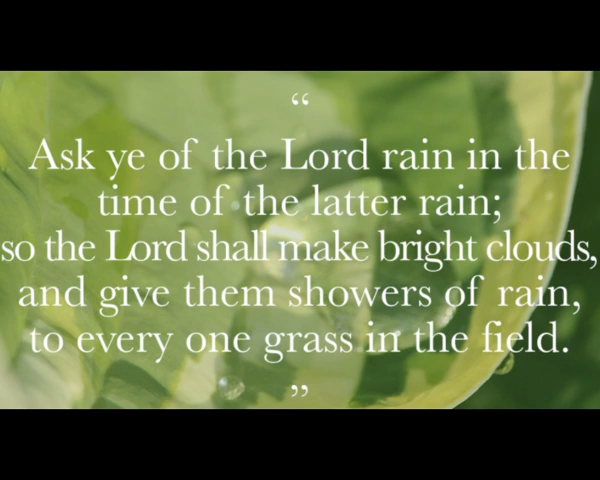 “
Ask ye of the Lord rain in the
time of the latter rain;
so the Lord shall make bright clouds,
and give them showers of rain,
to every one grass in the field.
”